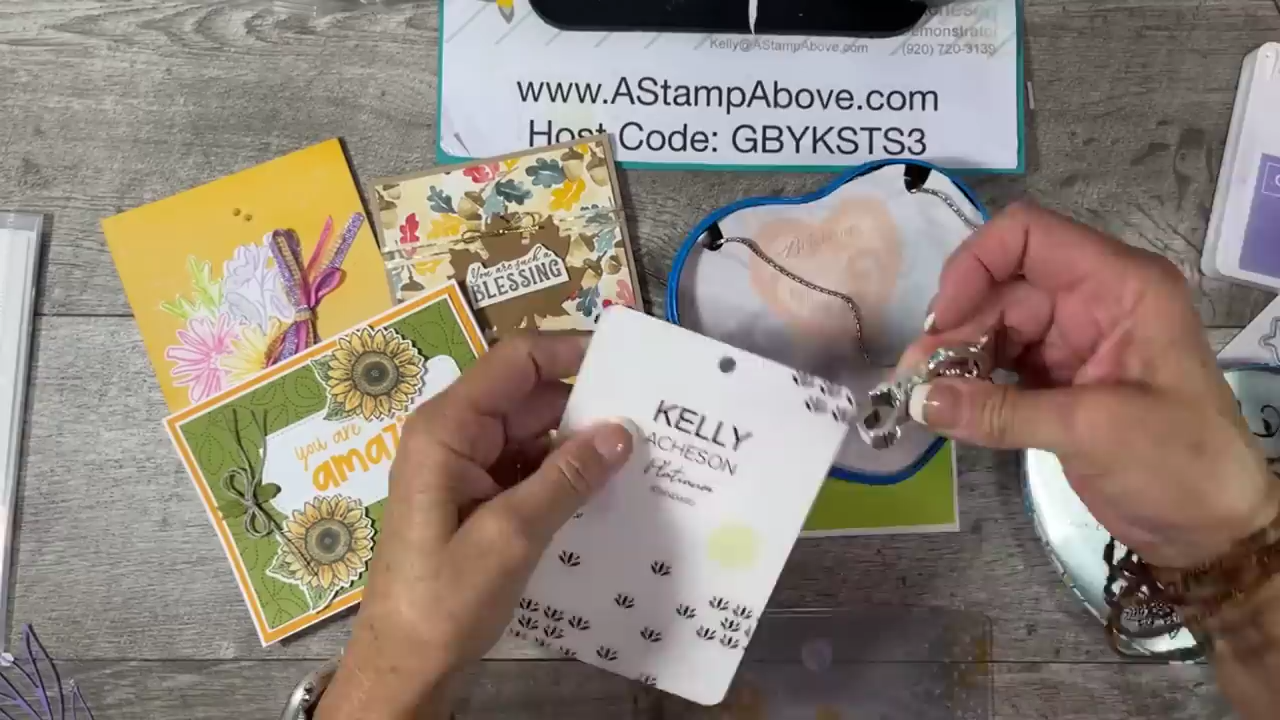 Demonstrator
Kelly@AStampAbove.com
(920) 720-3139
www.AStampAbove.com
Host Code: GBYKSTS3
You are such a
BLESSING
you are
KELLY
ACHESON
Platinum